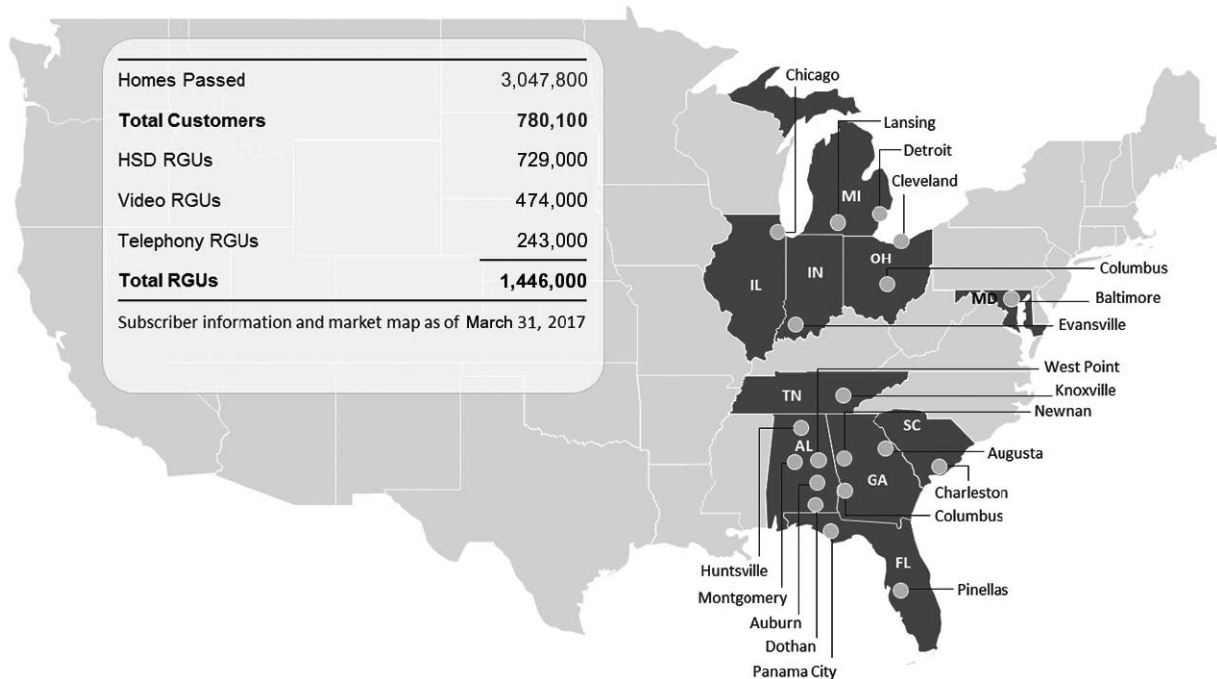 Homes Passed 3,047,800
Total Customers 780,100
HSD RGUs 729,000
Video RGUs 474,000
Telephony RGUs 243,000
Total RGUs 1,446,000
Subscriber information and market map as of March 31, 2017
Chicago
Lansing
Detroit
Cleveland
MI
OH
IN
IL
Columbus
MD
Baltimore
Evansville
West Point
Knoxville
TN
Newnan
SC
AL
Augusta
GA
Charleston
Columbus
FL
Huntsville
Pinellas
Montgomery
Auburn
Dothan
Panama City